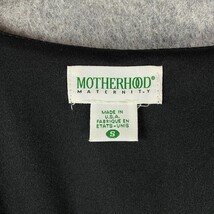 MOTHERHOOD®
MATERNITY
MADE IN
U.S.A.
FABRIQUE EN
ETATS-UNIS
S